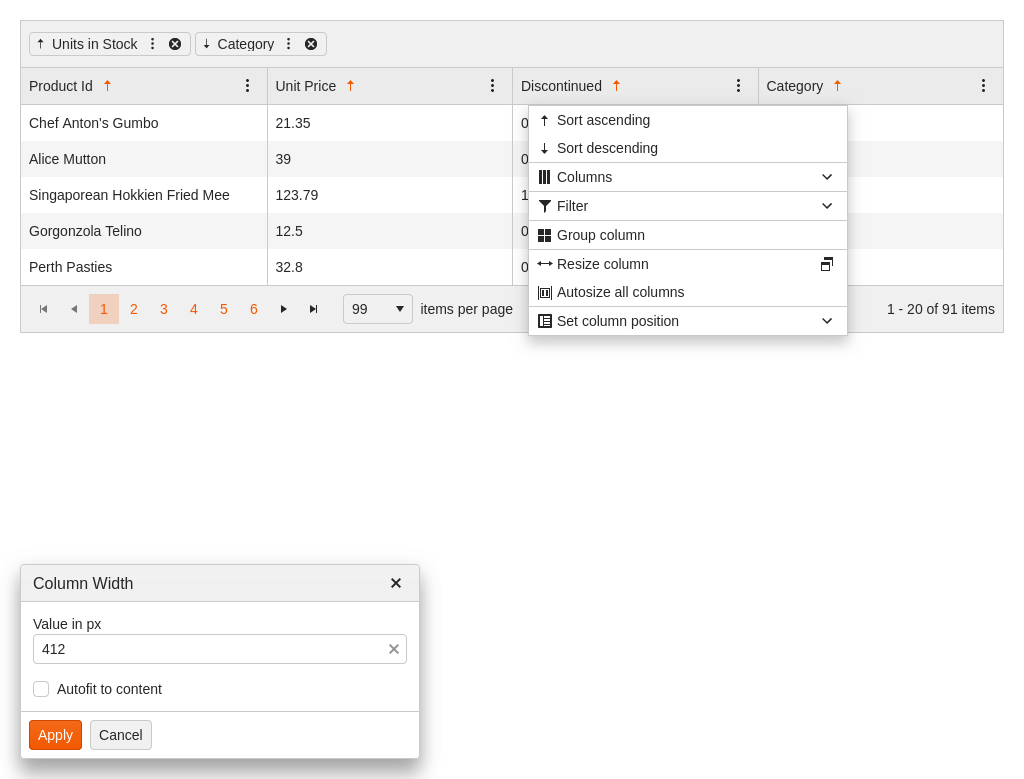 Units in Stock Category
Product Id Unit Price Discontinued Category
Chef Anton's Gumbo 21.35 0
Alice Mutton 39 0
Singaporean Hokkien Fried Mee 123.79 1
Gorgonzola Telino 12.5 0
Perth Pasties 32.8 0
1 2 3 4 5 6 99 items per page 1 - 20 of 91 items
Sort ascending
Sort descending
Columns
Filter
Group column
Resize column
Autosize all columns
Set column position
Column Width
Value in px
412
Autofit to content
Apply Cancel